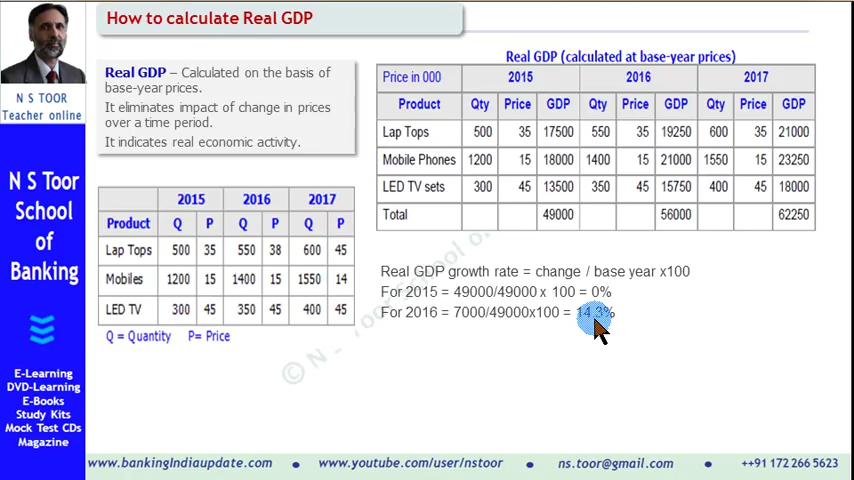 How to calculate Real GDP
N S TOOR
Teacher online
N S Toor
School
of
Banking
E-Learning
DVD-Learning
E-Books
Study Kits
Mock Test CDs
Magazine
Real GDP – Calculated on the basis of
base-year prices.
It eliminates impact of change in prices
over a time period.
It indicates real economic activity.
2015 2016 2017
Product Q P Q P Q P
Lap Tops 500 35 550 38 600 45
Mobiles 1200 15 1400 15 1550 14
LED TV 300 45 350 45 400 45
Q = Quantity P= Price
Real GDP (calculated at base-year prices)
Price in 000 2015 2016 2017
Product Qty Price GDP Qty Price GDP Qty Price GDP
Lap Tops 500 35 17500 550 35 19250 600 35 21000
Mobile Phones 1200 15 18000 1400 15 21000 1550 15 23250
LED TV sets 300 45 13500 350 45 15750 400 45 18000
Total 49000 56000 62250
Real GDP growth rate = change / base year x100
For 2015 = 49000/49000 x 100 = 0%
For 2016 = 7000/49000x100 = 14.3%
© N S Toor School of
www.bankingIndiaupdate.com • www.youtube.com/user/nstoor • ns.toor@gmail.com • ++91 172 266 5623